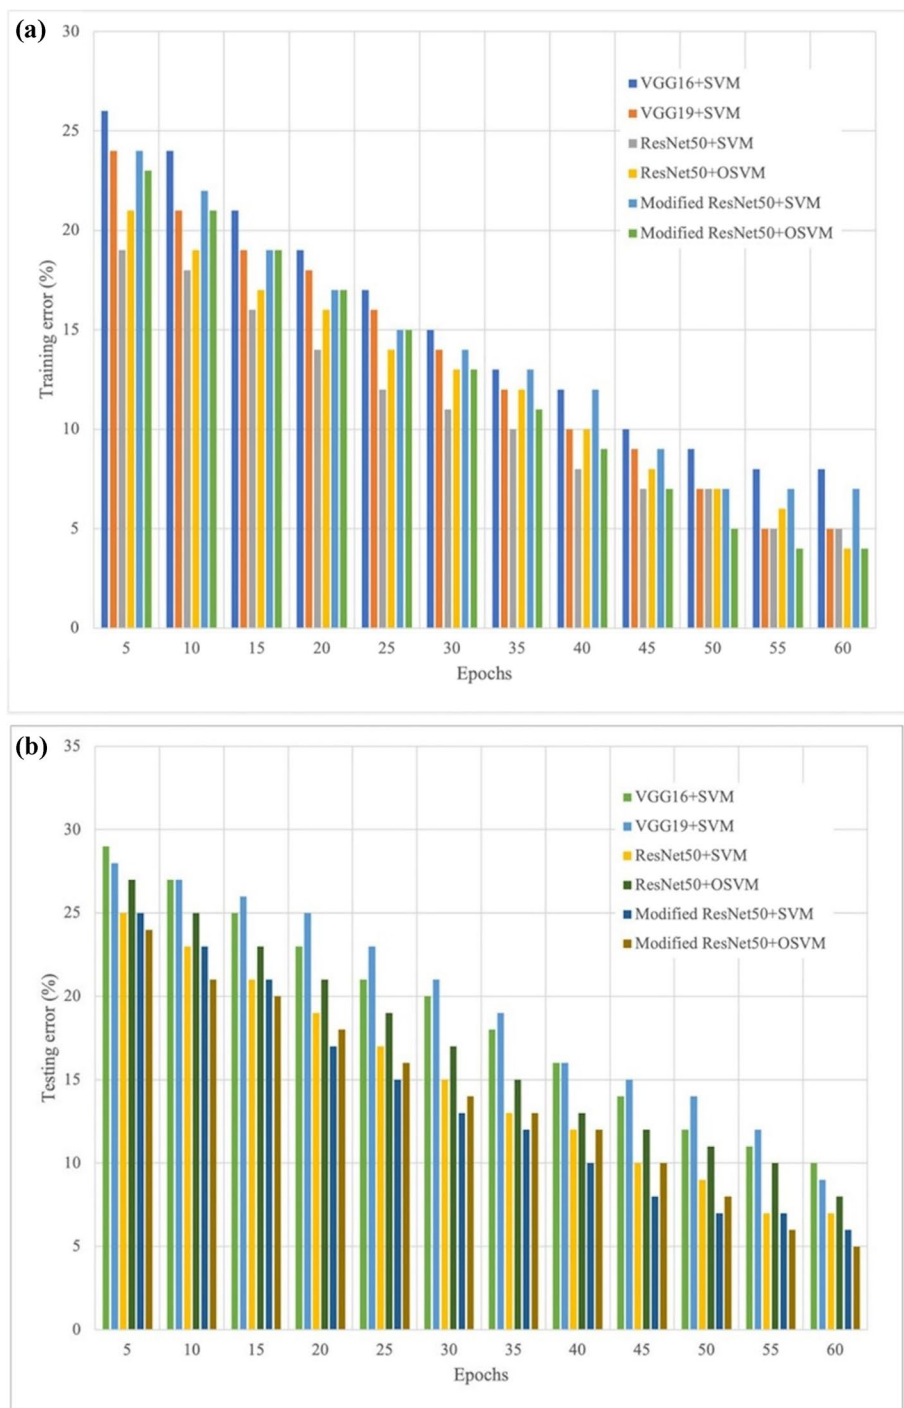 (a)
30
25
20
15
10
5
0
Training error (%)
VGG16+SVM
VGG19+SVM
ResNet50+SVM
ResNet50+OSVM
Modified ResNet50+SVM
Modified ResNet50+OSVM
5 10 15 20 25 30 35 40 45 50 55 60
Epochs
(b)
35
30
25
20
15
10
5
0
Testing error (%)
VGG16+SVM
VGG19+SVM
ResNet50+SVM
ResNet50+OSVM
Modified ResNet50+SVM
Modified ResNet50+OSVM
5 10 15 20 25 30 35 40 45 50 55 60
Epochs